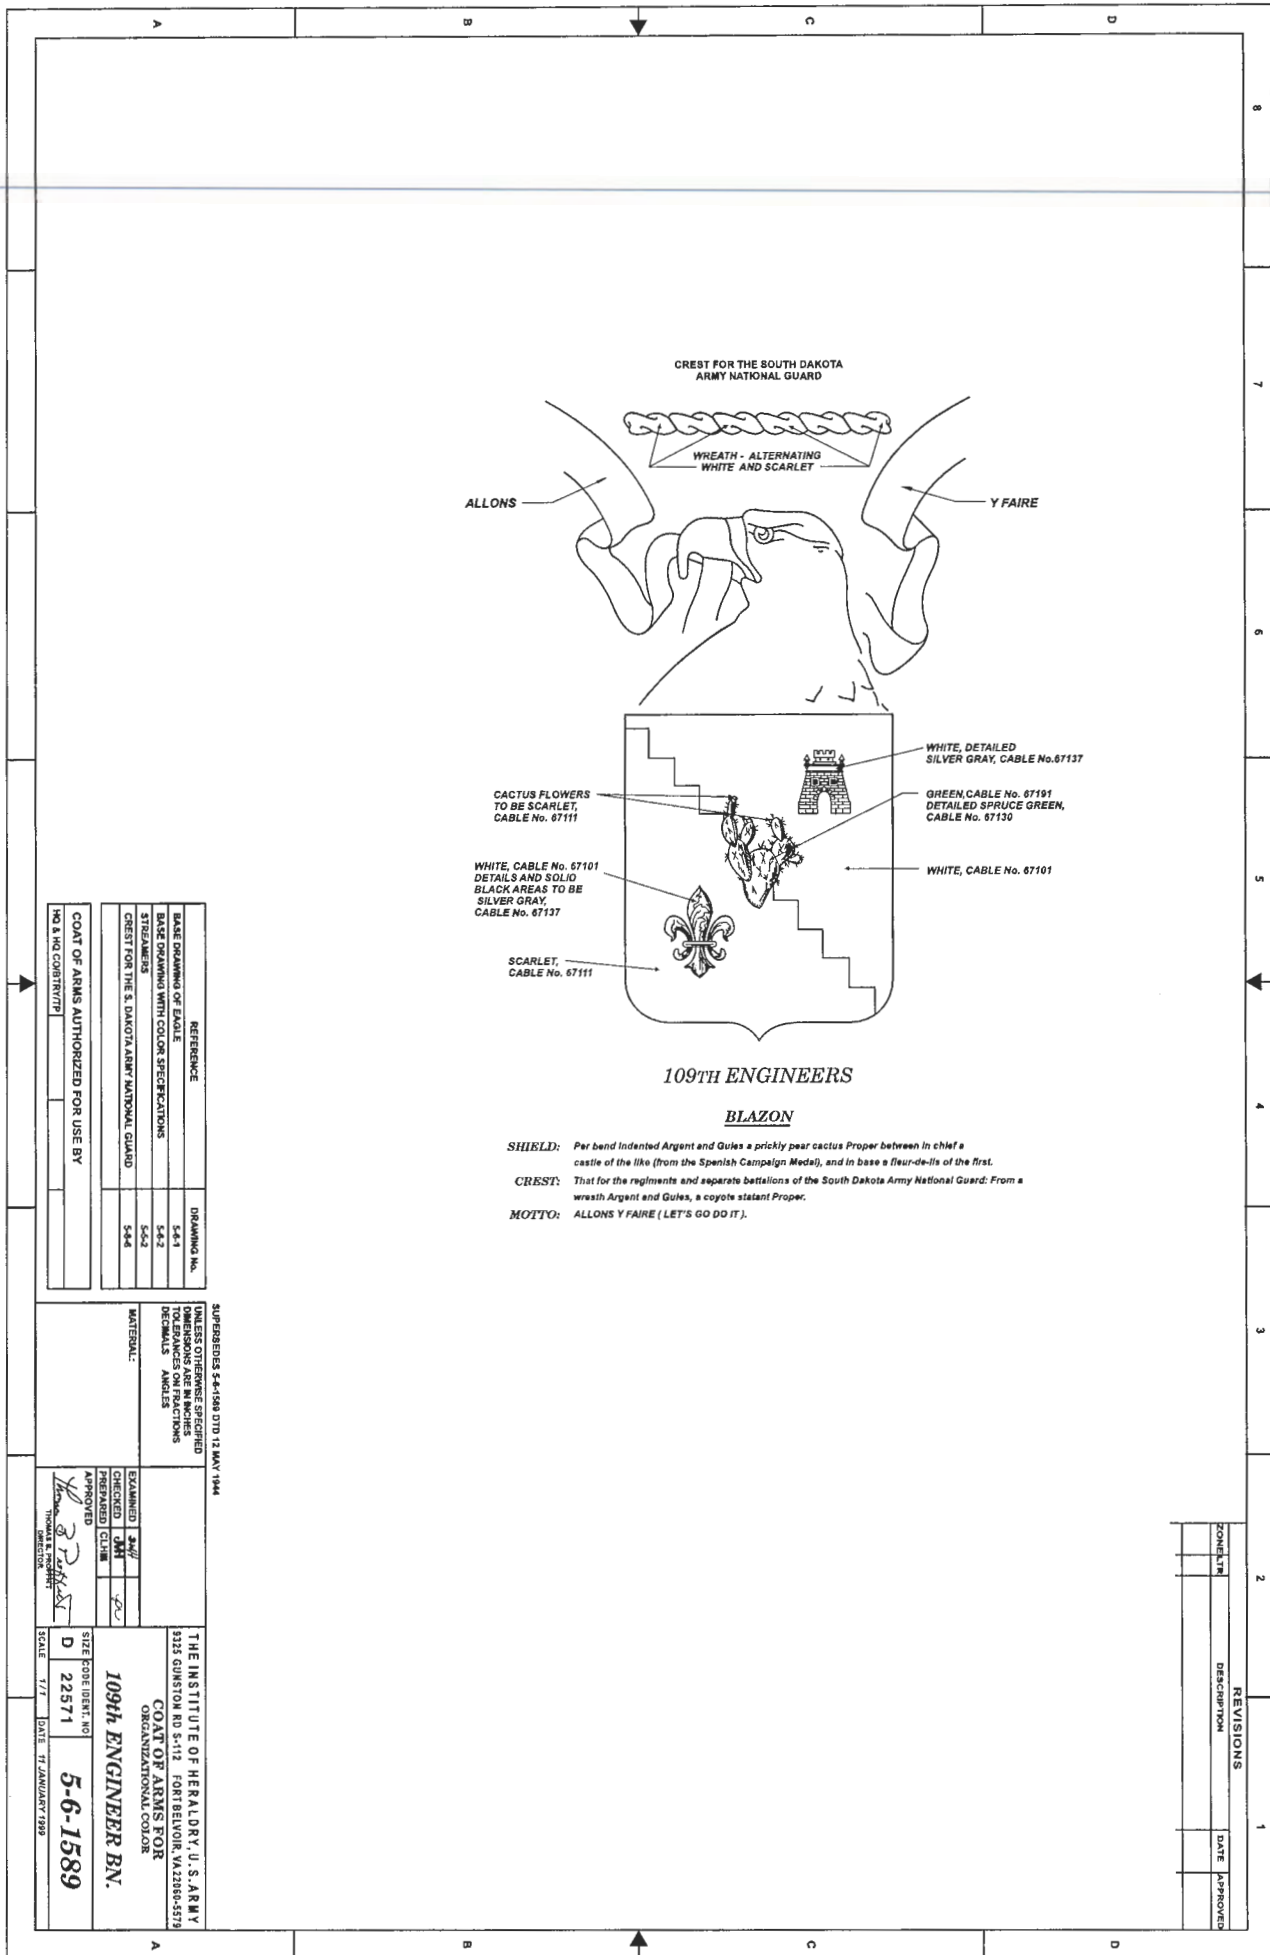 A
B
C
D
8
7
6
5
4
3
2
1
A
B
C
D
CREST FOR THE SOUTH DAKOTA
ARMY NATIONAL GUARD
WREATH - ALTERNATING
WHITE AND SCARLET
ALLONS
Y FAIRE
WHITE, DETAILED
SILVER GRAY, CABLE No.67137
CACTUS FLOWERS
TO BE SCARLET,
CABLE No. 67111
GREEN,CABLE No. 67191
DETAILED SPRUCE GREEN,
CABLE No. 67130
WHITE, CABLE No. 67101
DETAILS AND SOLID
BLACK AREAS TO BE
SILVER GRAY,
CABLE No. 67137
WHITE, CABLE No. 67101
SCARLET,
CABLE No. 67111
109TH ENGINEERS
BLAZON
SHIELD: Per bend indented Argent and Gules a prickly pear cactus Proper between in chief a
castle of the like (from the Spanish Campaign Medal), and in base a fleur-de-lis of the first.
CREST: That for the regiments and separate battalions of the South Dakota Army National Guard: From a
wreath Argent and Gules, a coyote statant Proper.
MOTTO: ALLONS Y FAIRE ( LET'S GO DO IT ).
REVISIONS
ZONE LTR DESCRIPTION DATE APPROVED
REFERENCE DRAWING No.
BASE DRAWING OF EAGLE 5-6-1
BASE DRAWING WITH COLOR SPECIFICATIONS 5-6-2
STREAMERS 5-5-2
CREST FOR THE S. DAKOTA ARMY NATIONAL GUARD 5-8-6
COAT OF ARMS AUTHORIZED FOR USE BY
HQ & HQ CO/BTRY/TP
SUPERSEDES 5-6-1589 DTD 12 MAY 1944
UNLESS OTHERWISE SPECIFIED
DIMENSIONS ARE IN INCHES
TOLERANCES ON FRACTIONS
DECIMALS ANGLES
MATERIAL:
EXAMINED
CHECKED JMH
PREPARED
APPROVED
THOMAS B. PROFFITT
DIRECTOR
THE INSTITUTE OF HERALDRY, U.S. ARMY
9325 GUNSTON RD S-112 FORT BELVOIR, VA 22060-5579
COAT OF ARMS FOR
ORGANIZATIONAL COLOR
109th ENGINEER BN.
SIZE CODE IDENT. NO
D 22571 5-6-1589
SCALE 1/1 DATE 11 JANUARY 1999